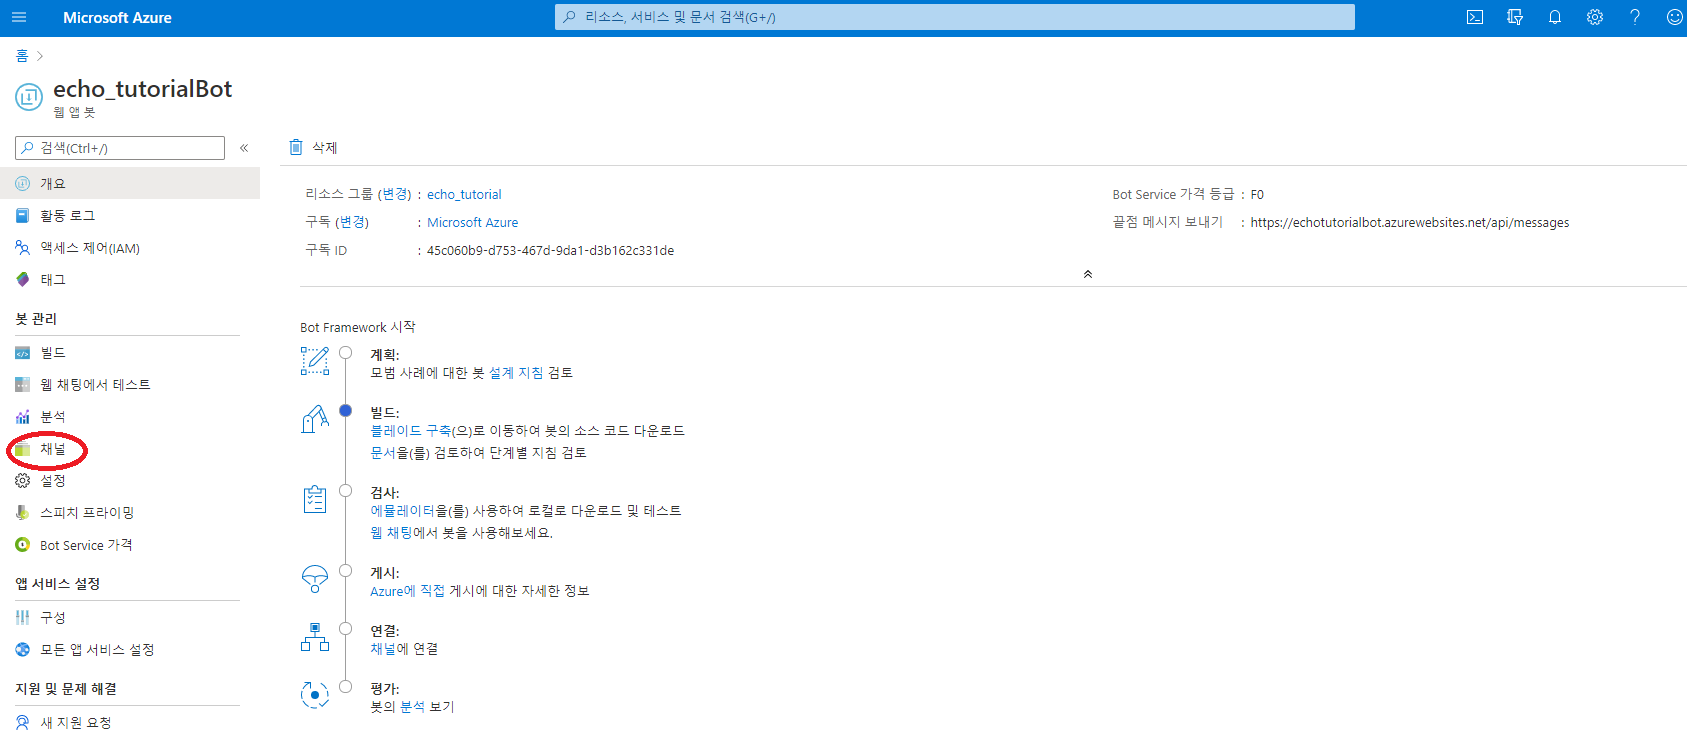 Microsoft Azure
리소스, 서비스 및 문서 검색(G+/)
홈
echo_tutorialBot
웹 앱 봇
검색(Ctrl+/)
«
삭제
개요
활동 로그
액세스 제어(IAM)
태그
봇 관리
빌드
웹 채팅에서 테스트
분석
채널
설정
스피치 프라이밍
Bot Service 가격
앱 서비스 설정
구성
모든 앱 서비스 설정
지원 및 문제 해결
새 지원 요청
리소스 그룹 (변경) : echo_tutorial
구독 (변경) : Microsoft Azure
구독 ID : 45c060b9-d753-467d-9da1-d3b162c331de
Bot Service 가격 등급 : F0
끝점 메시지 보내기 : https://echotutorialbot.azurewebsites.net/api/messages
Bot Framework 시작
계획:
모범 사례에 대한 봇 설계 지침 검토
빌드:
블레이드 구축(으)로 이동하여 봇의 소스 코드 다운로드
문서을(를) 검토하여 단계별 지침 검토
검사:
에뮬레이터을(를) 사용하여 로컬로 다운로드 및 테스트
웹 채팅에서 봇을 사용해보세요.
게시:
Azure에 직접 게시에 대한 자세한 정보
연결:
채널에 연결
평가:
봇의 분석 보기